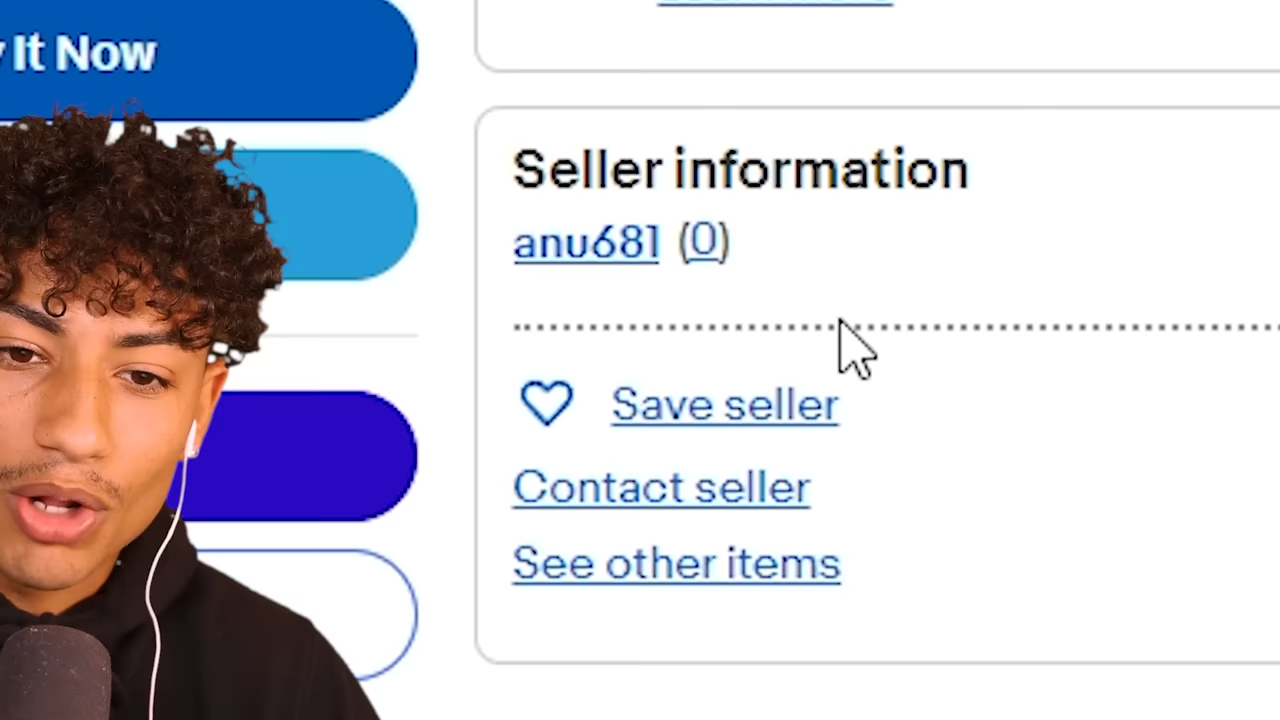 It Now
Seller information
anu681 (0)
Save seller
Contact seller
See other items